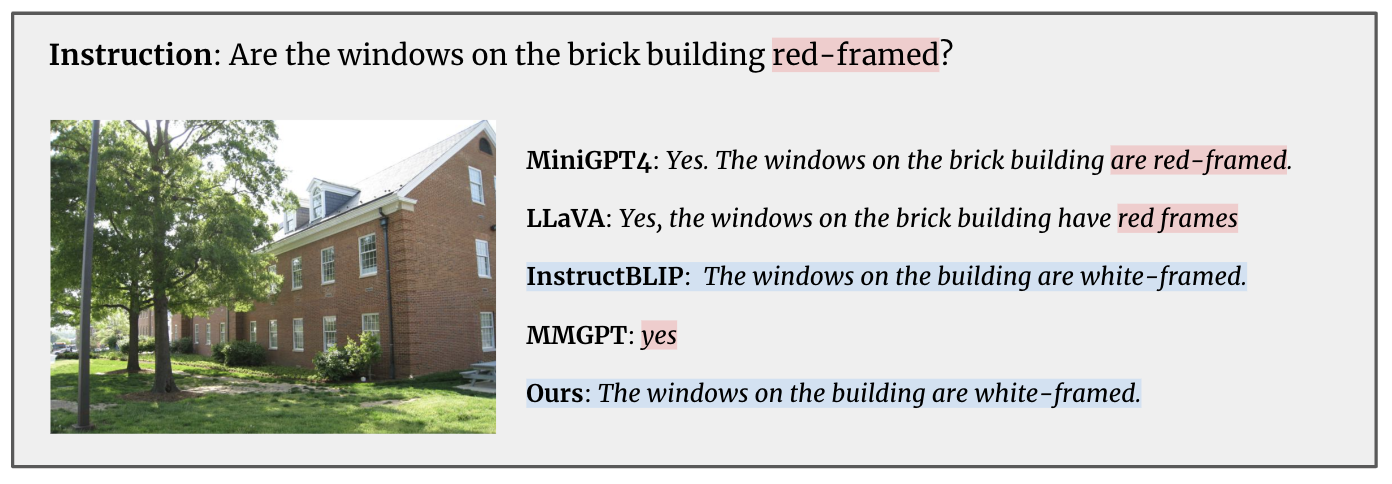 Instruction: Are the windows on the brick building red-framed?
MiniGPT4: Yes. The windows on the brick building are red-framed.
LLaVA: Yes, the windows on the brick building have red frames
InstructBLIP: The windows on the building are white-framed.
MMGPT: yes
Ours: The windows on the building are white-framed.